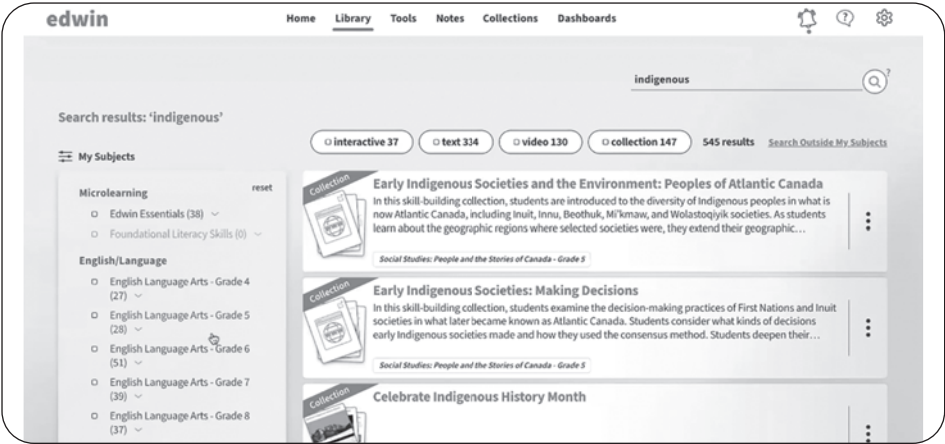 edwin
Home Library Tools Notes Collections Dashboards
indigenous
?
Search results: ‘indigenous’
interactive 37 text 334 video 130 collection 147 545 results Search Outside My Subjects
My Subjects
Microlearning reset
Edwin Essentials (38)
Foundational Literacy Skills (0)
English/Language
English Language Arts - Grade 4
(27)
English Language Arts - Grade 5
(28)
English Language Arts - Grade 6
(51)
English Language Arts - Grade 7
(39)
English Language Arts - Grade 8
(37)
Collection
Early Indigenous Societies and the Environment: Peoples of Atlantic Canada
In this skill-building collection, students are introduced to the diversity of Indigenous peoples in what is
now Atlantic Canada, including Inuit, Innu, Beothuk, Mi'kmaw, and Wolastoqiyik societies. As students
learn about the geographic regions where selected societies were, they extend their geographic...
Social Studies: People and the Stories of Canada - Grade 5
Collection
Early Indigenous Societies: Making Decisions
In this skill-building collection, students examine the decision-making practices of First Nations and Inuit
societies in what later became known as Atlantic Canada. Students consider what kinds of decisions
early Indigenous societies made and how they used the consensus method. Students deepen their...
Social Studies: People and the Stories of Canada - Grade 5
Collection
Celebrate Indigenous History Month